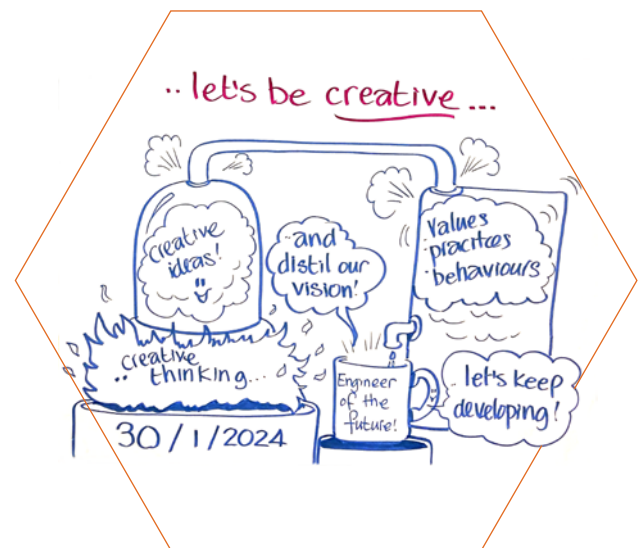 .. let's be creative ...
creative
ideas!
and
distil our
vision!
values
practices
behaviours
.. creative
thinking...
Engineer
of the
future!
.. let's keep
developing!
30/1/2024